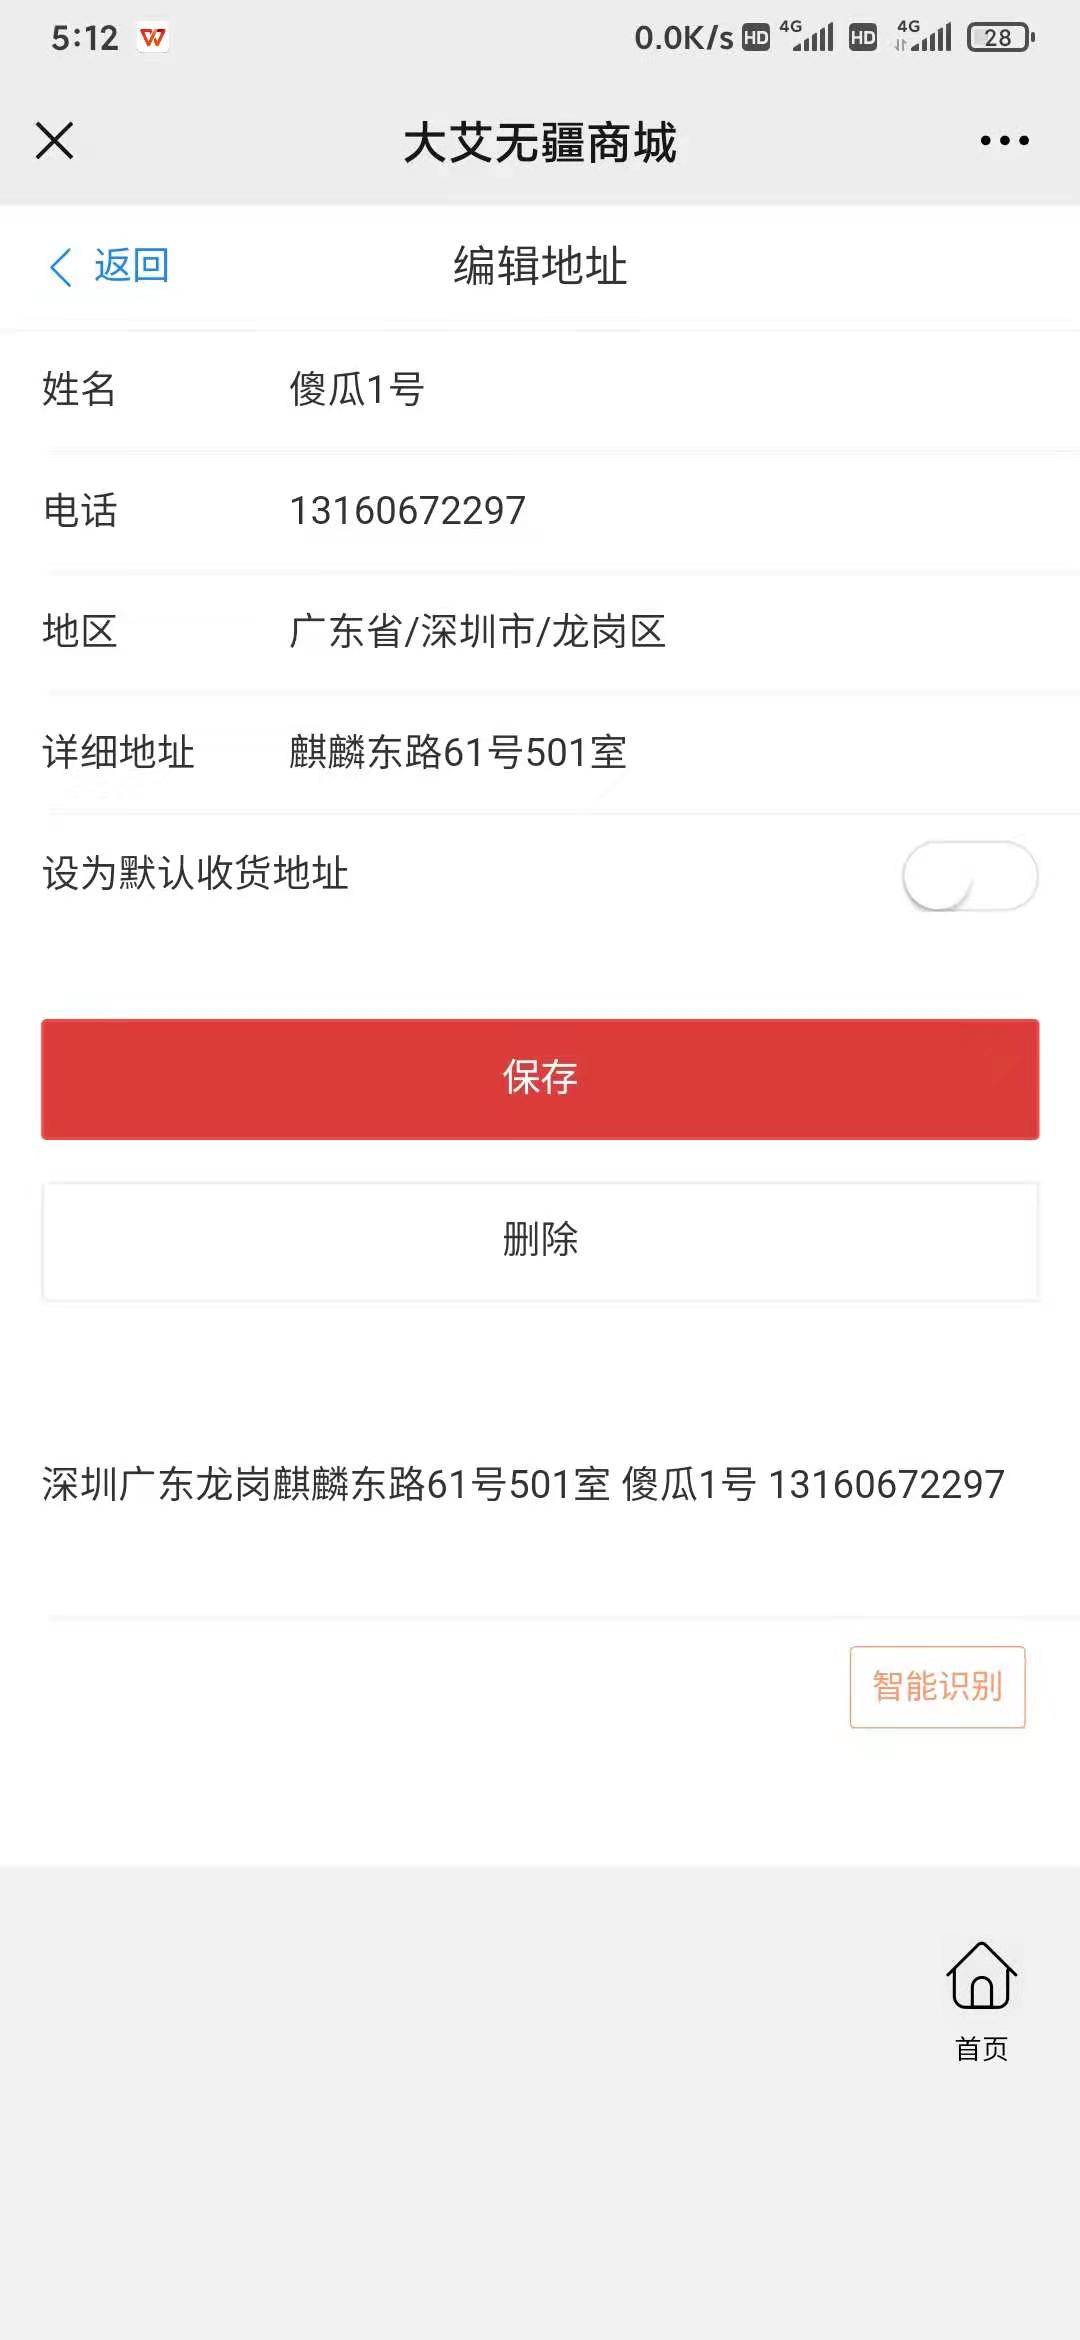 5:12 W 0.0K/s HD 4G HD 4G 28
大艾无疆商城
返回 编辑地址
姓名 傻瓜1号
电话 13160672297
地区 广东省/深圳市/龙岗区
详细地址 麒麟东路61号501室
设为默认收货地址
保存
删除
深圳广东龙岗麒麟东路61号501室 傻瓜1号 13160672297
智能识别
首页